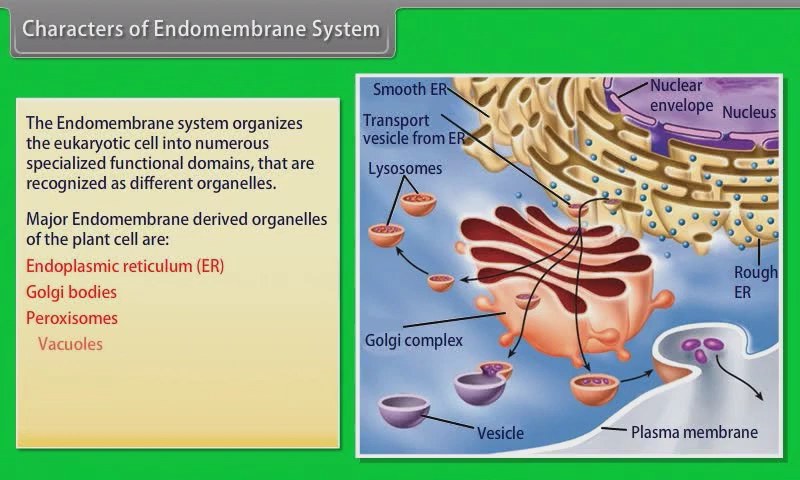 Characters of Endomembrane System
The Endomembrane system organizes
the eukaryotic cell into numerous
specialized functional domains, that are
recognized as different organelles.
Major Endomembrane derived organelles
of the plant cell are:
Endoplasmic reticulum (ER)
Golgi bodies
Peroxisomes
Vacuoles
Smooth ER
Transport
vesicle from ER
Lysosomes
Nuclear
envelope
Nucleus
Rough
ER
Golgi complex
Vesicle
Plasma membrane